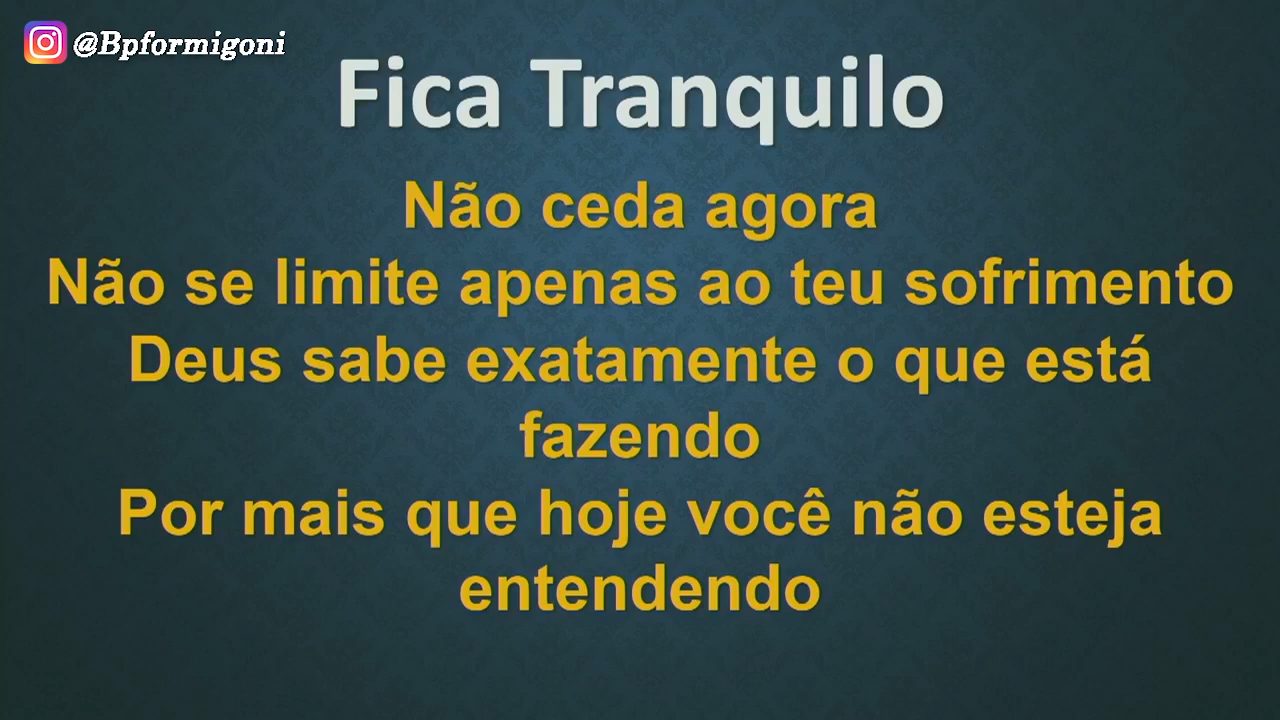 @Bpformigoni
Fica Tranquilo
Não ceda agora
Não se limite apenas ao teu sofrimento
Deus sabe exatamente o que está
fazendo
Por mais que hoje você não esteja
entendendo